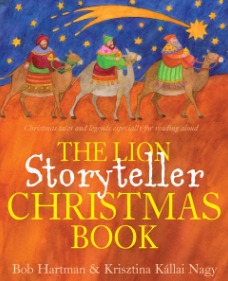 Christmas tales and legends especially for reading aloud
THE LION
Storyteller
CHRISTMAS
BOOK
Bob Hartman & Krisztina Kállai Nagy